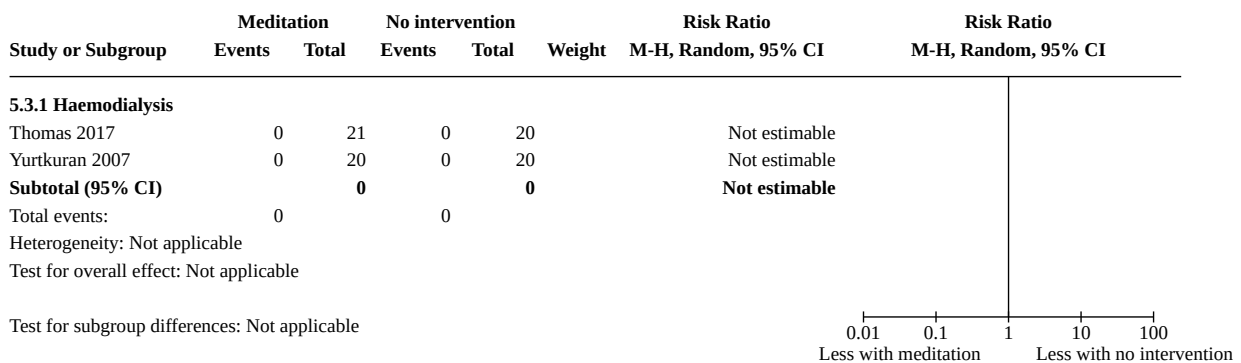 Meditation No intervention Risk Ratio Risk Ratio
Study or Subgroup Events Total Events Total Weight M-H, Random, 95% CI M-H, Random, 95% CI
5.3.1 Haemodialysis
Thomas 2017 0 21 0 20 Not estimable
Yurtkuran 2007 0 20 0 20 Not estimable
Subtotal (95% CI) 0 0 Not estimable
Total events: 0 0
Heterogeneity: Not applicable
Test for overall effect: Not applicable
Test for subgroup differences: Not applicable
0.01 0.1 1 10 100
Less with meditation Less with no intervention